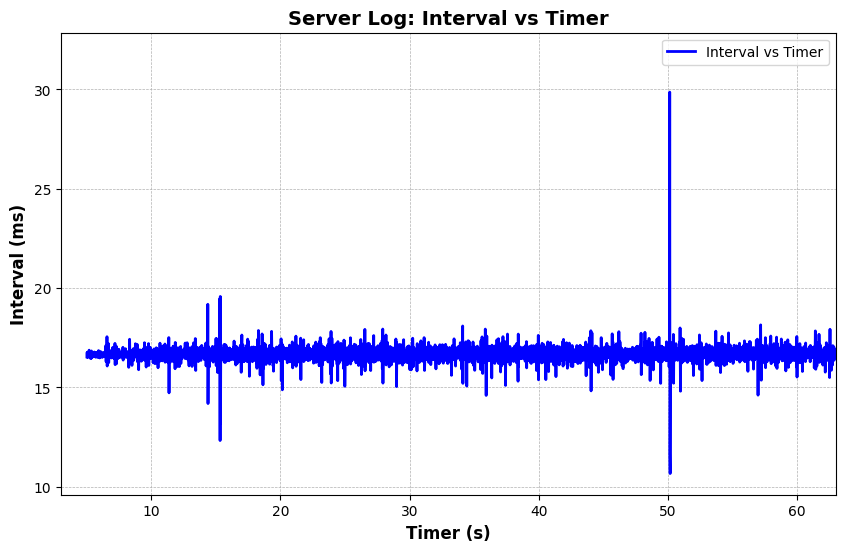 Server Log: Interval vs Timer
Interval vs Timer
30
25
20
15
10
Interval (ms)
10 20 30 40 50 60
Timer (s)